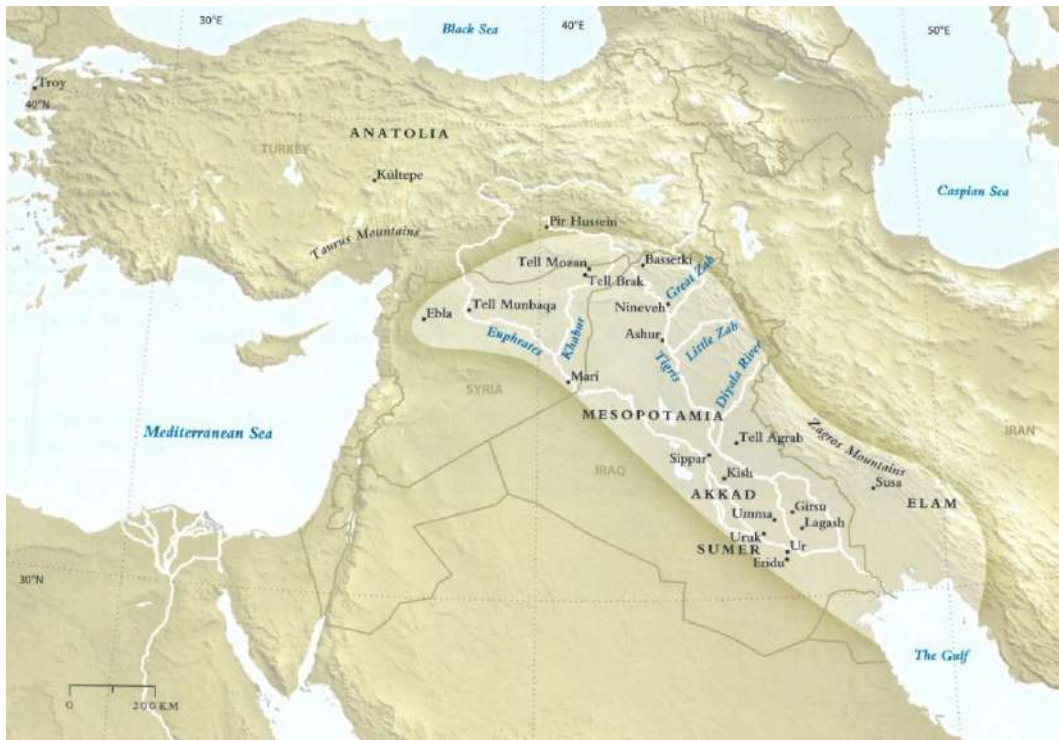 30°E
Black Sea
40°E
50°E
Troy
40°N
ANATOLIA
TURKEY
Kültepe
Caspian Sea
Taurus Mountains
Pir Hussein
Tell Mozan
Bassetki
Tell Brak
Great Zab
Nineveh
Ebla
Tell Munbaqa
Khabur
Euphrates
Ashur
Little Zab
Tigris
Diyala River
Mari
SYRIA
MESOPOTAMIA
Mediterranean Sea
Tell Agrab
Zagros Mountains
IRAN
Sippar
IRAQ
Kish
Susa
AKKAD
ELAM
Girsu
Umma
Lagash
Uruk
SUMER
Ur
Eridu
30°N
The Gulf
0
200 KM